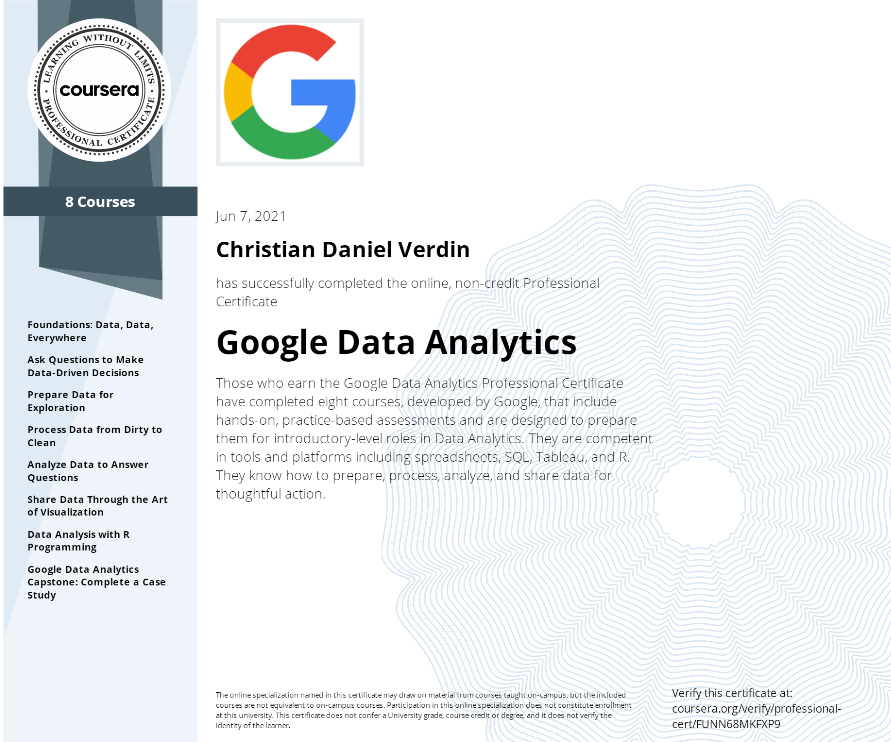 LEARNING WITHOUT LIMITS
coursera
PROFESSIONAL CERTIFICATE
8 Courses
Foundations: Data, Data,
Everywhere
Ask Questions to Make
Data-Driven Decisions
Prepare Data for
Exploration
Process Data from Dirty to
Clean
Analyze Data to Answer
Questions
Share Data Through the Art
of Visualization
Data Analysis with R
Programming
Google Data Analytics
Capstone: Complete a Case
Study
G
Jun 7, 2021
Christian Daniel Verdin
has successfully completed the online, non-credit Professional
Certificate
Google Data Analytics
Those who earn the Google Data Analytics Professional Certificate
have completed eight courses, developed by Google, that include
hands-on, practice-based assessments and are designed to prepare
them for introductory-level roles in Data Analytics. They are competent
in tools and platforms including spreadsheets, SQL, Tableau, and R.
They know how to prepare, process, analyze, and share data for
thoughtful action.
The online specialization named in this certificate may draw on material from courses taught on-campus, but the included
courses are not equivalent to on-campus courses. Participation in this online specialization does not constitute enrollment
at this university. This certificate does not confer a University grade, course credit or degree, and it does not verify the
identity of the learner.
Verify this certificate at:
coursera.org/verify/professional-
cert/FUNN68MKFXP9